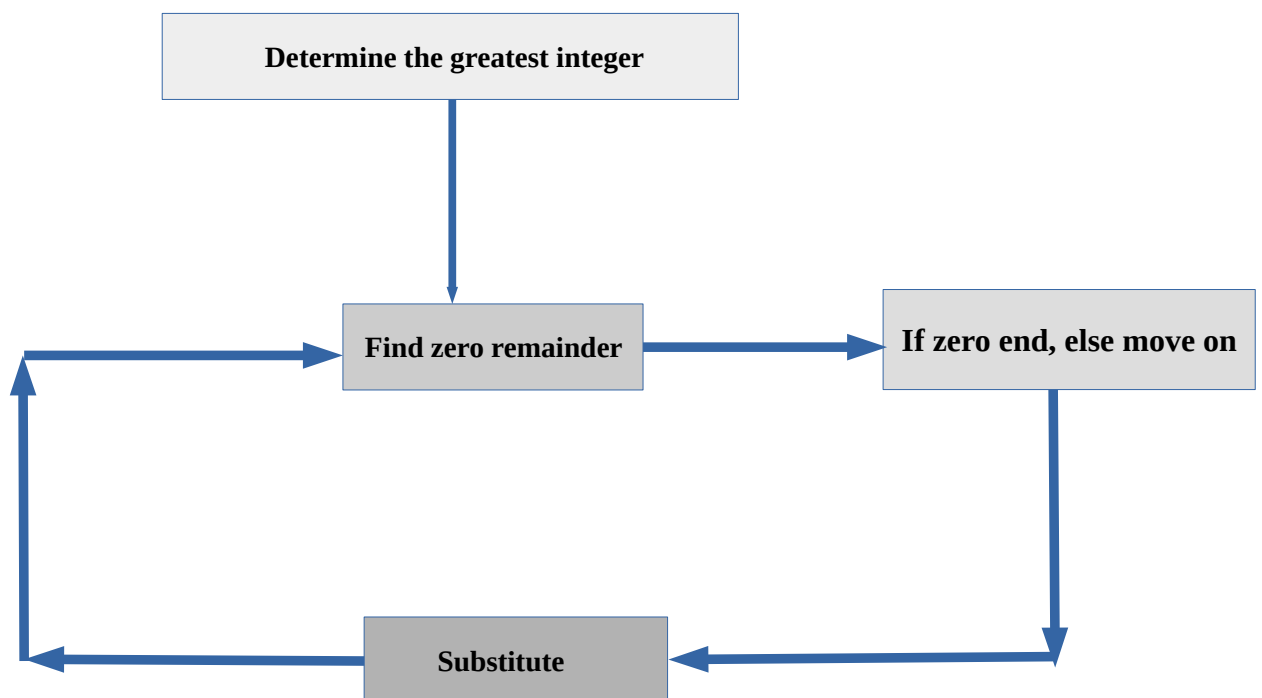 Determine the greatest integer
Find zero remainder
If zero end, else move on
Substitute